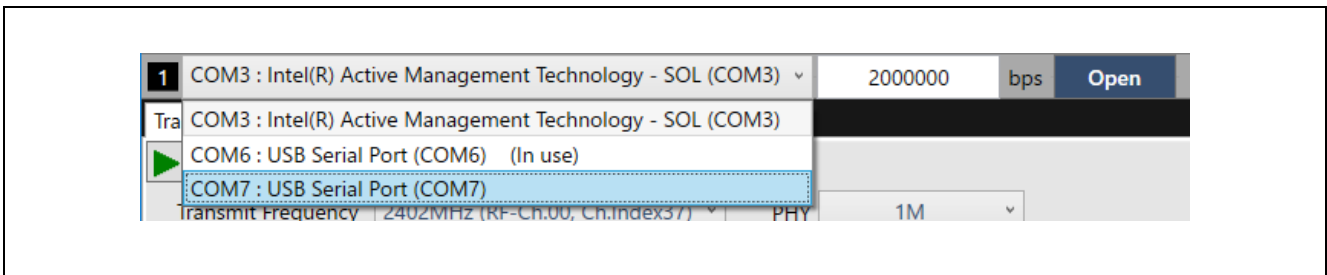 1 COM3 : Intel(R) Active Management Technology - SOL (COM3) 2000000 bps Open
Tra COM3 : Intel(R) Active Management Technology - SOL (COM3)
COM6 : USB Serial Port (COM6) (In use)
COM7 : USB Serial Port (COM7)
Transmit Frequency 2402MHz (RF-Ch.00, Ch.Index37) PHY 1M